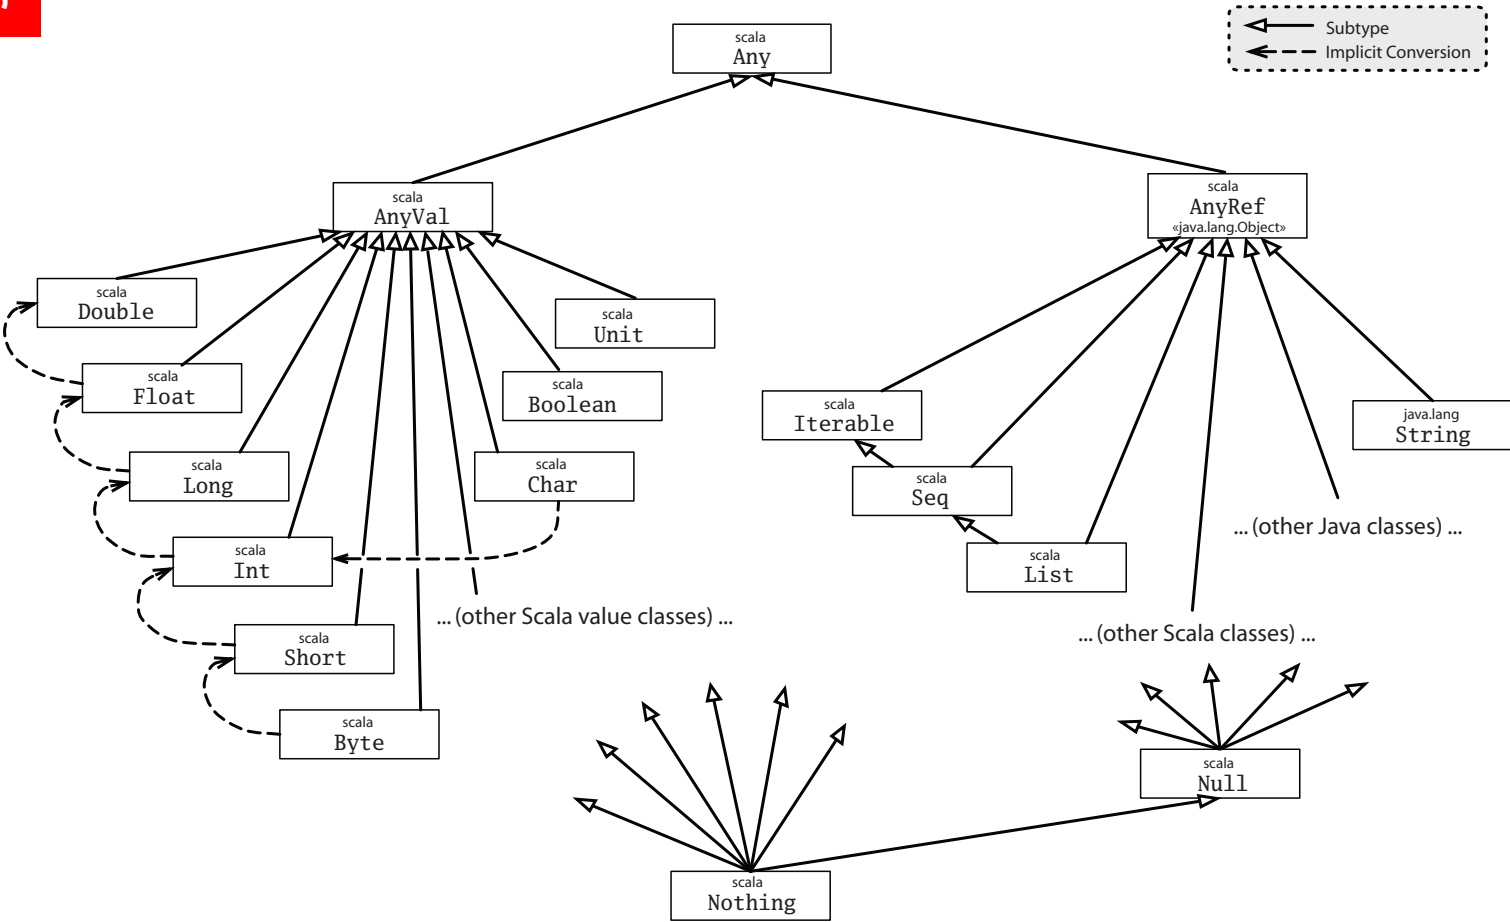 scala
Any
Subtype
Implicit Conversion
scala
AnyVal
scala
AnyRef
«java.lang.Object»
scala
Double
scala
Unit
scala
Float
scala
Boolean
scala
Iterable
java.lang
String
scala
Long
scala
Char
scala
Seq
... (other Java classes) ...
scala
Int
scala
List
... (other Scala value classes) ...
... (other Scala classes) ...
scala
Short
scala
Byte
scala
Null
scala
Nothing